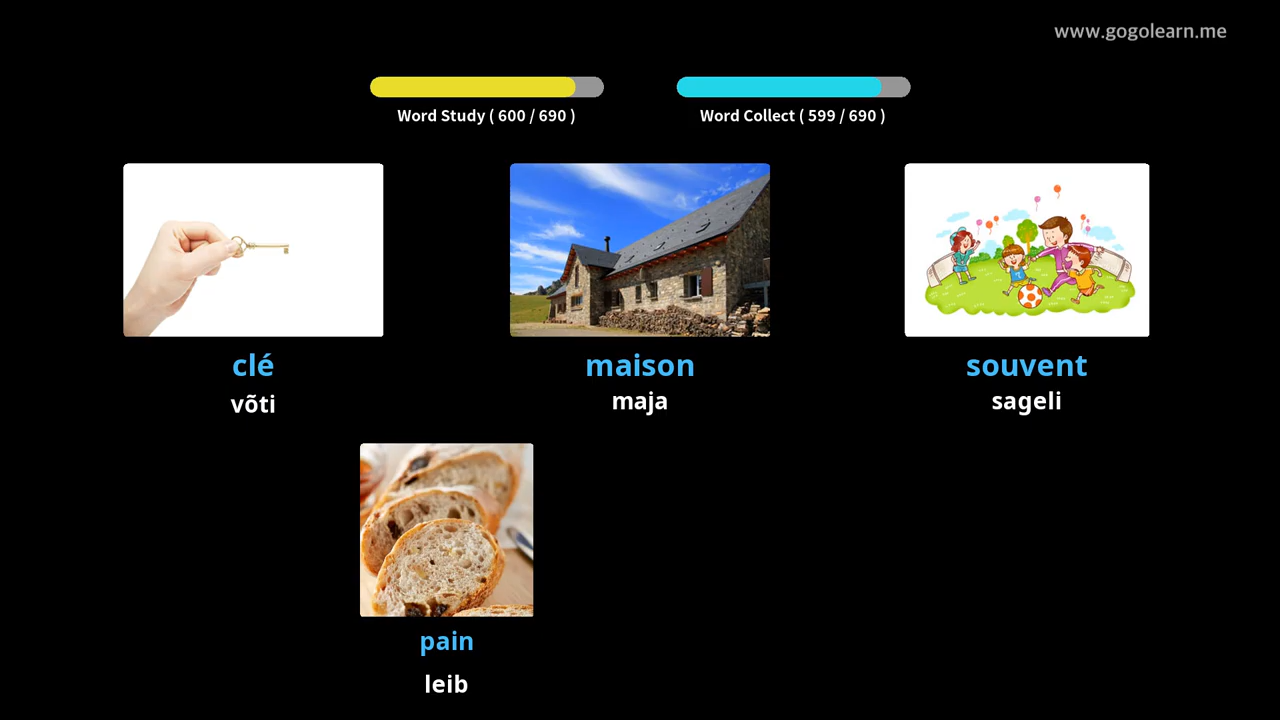 www.gogolearn.me
Word Study ( 600 / 690 )
Word Collect ( 599 / 690 )
clé
võti
maison
maja
souvent
sageli
pain
leib